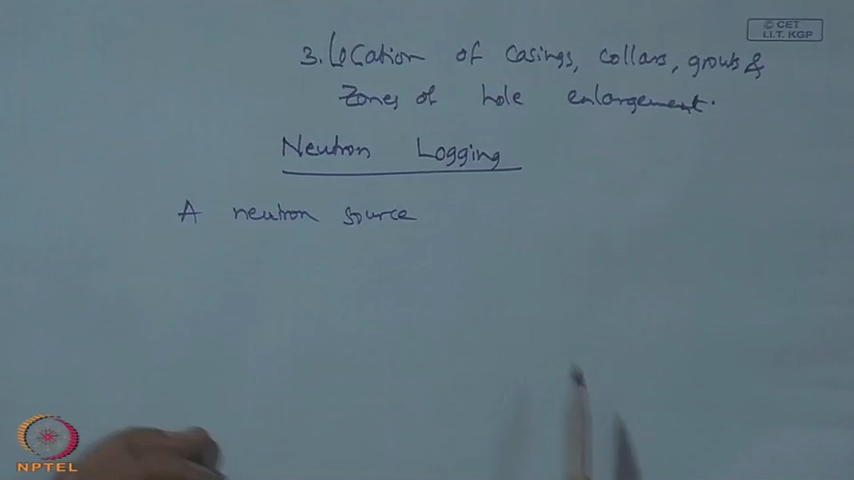 © CET
I.I.T. KGP
3. Location of casings, collars, grouts &
Zones of hole enlargement.
Neutron Logging
A neutron source
NPTEL